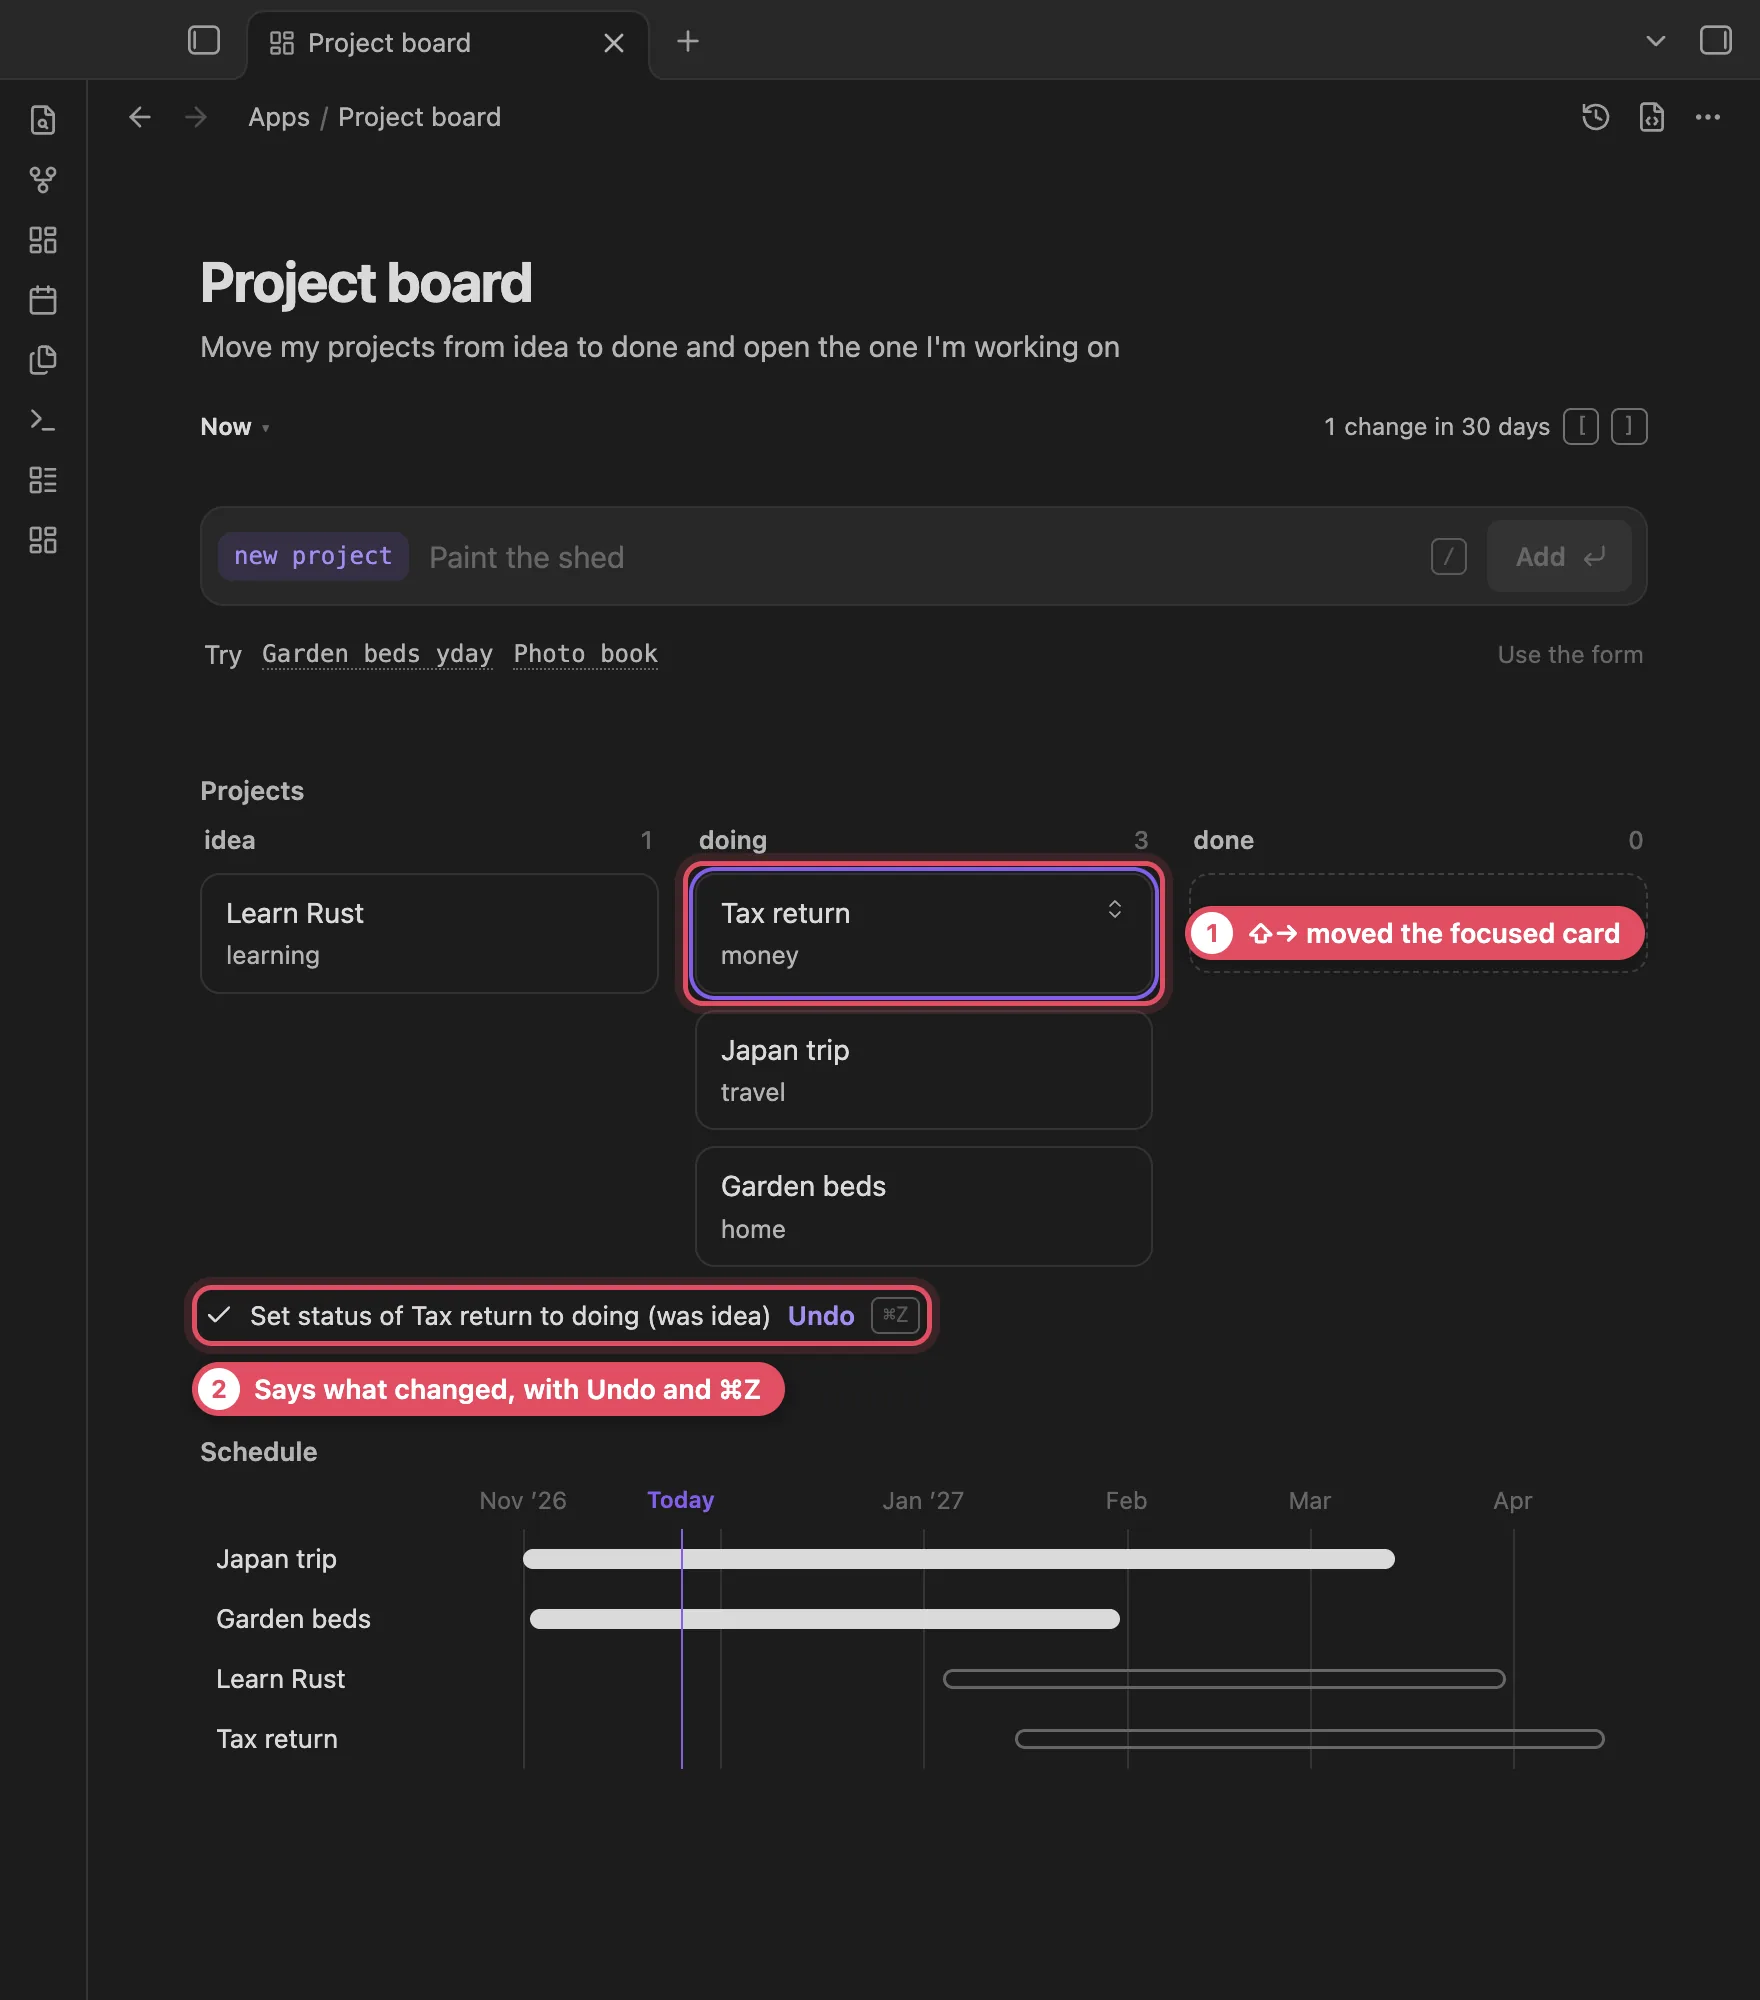 Project board
Apps / Project board
Project board
Move my projects from idea to done and open the one I'm working on
Now
1 change in 30 days [ ]
new project Paint the shed / Add
Try Garden beds yday Photo book Use the form
Projects
idea 1
Learn Rust
learning
doing 3
Tax return
money
Japan trip
travel
Garden beds
home
done 0
1 ⇧→ moved the focused card
Set status of Tax return to doing (was idea) Undo ⌘Z
2 Says what changed, with Undo and ⌘Z
Schedule
Nov ’26 Today Jan ’27 Feb Mar Apr
Japan trip
Garden beds
Learn Rust
Tax return